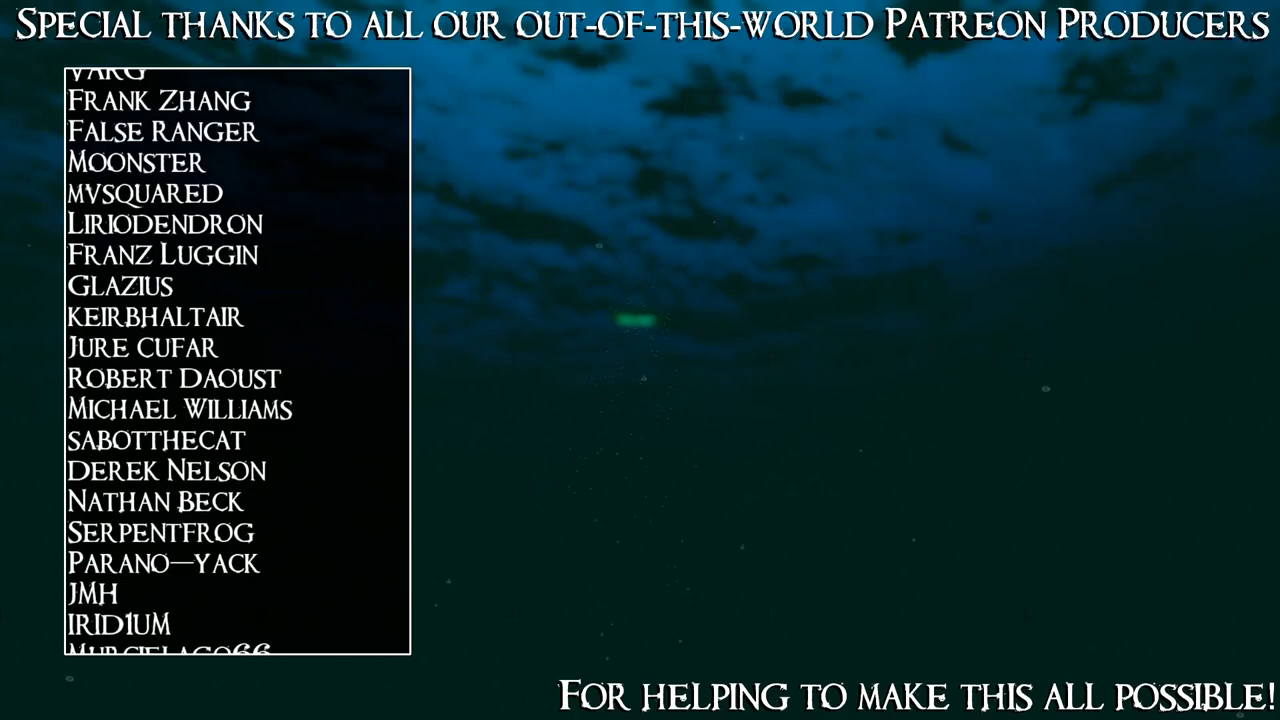 Special thanks to all our out-of-this-world Patreon Producers
Varg
Frank Zhang
False Ranger
Moonster
mvsquared
Liriodendron
Franz Luggin
Glazius
keirbhaltair
Jure Cufar
Robert Daoust
Michael Williams
sabotthecat
Derek Nelson
Nathan Beck
Serpentfrog
Parano—yack
JMH
IRID1UM
Murcielago66
For helping to make this all possible!